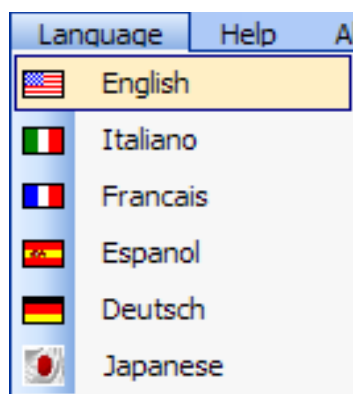 Language Help A
English
Italiano
Francais
Espanol
Deutsch
Japanese